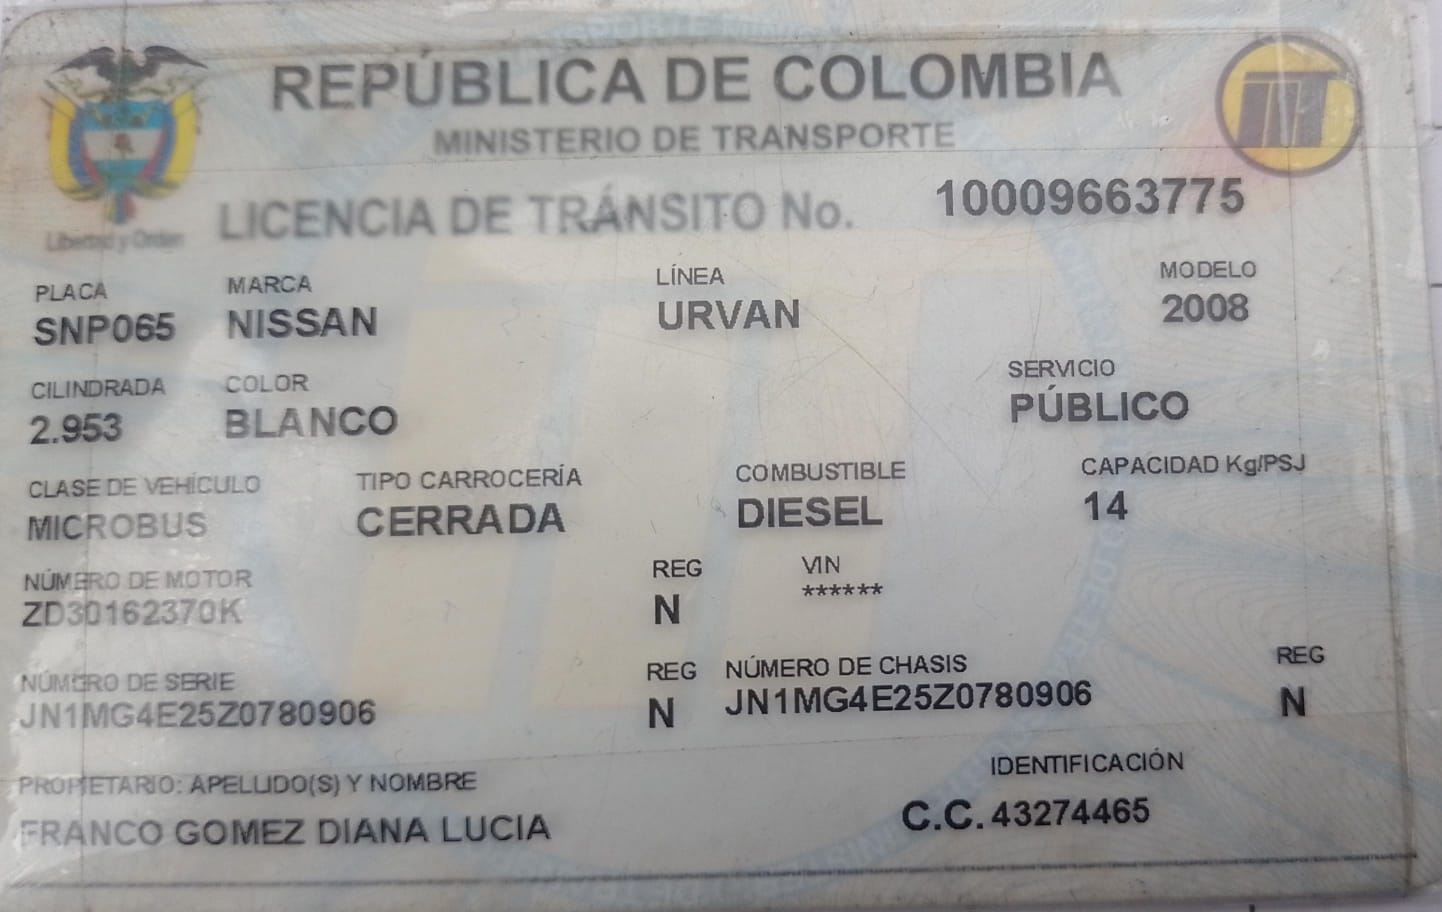 REPÚBLICA DE COLOMBIA
MINISTERIO DE TRANSPORTE
Libertad y Orden
LICENCIA DE TRÁNSITO No. 10009663775
PLACA MARCA LÍNEA MODELO
SNP065 NISSAN URVAN 2008
CILINDRADA COLOR SERVICIO
2.953 BLANCO PÚBLICO
CLASE DE VEHÍCULO TIPO CARROCERÍA COMBUSTIBLE CAPACIDAD Kg/PSJ
MICROBUS CERRADA DIESEL 14
NÚMERO DE MOTOR REG VIN
ZD30162370K N ******
NÚMERO DE SERIE REG NÚMERO DE CHASIS REG
JN1MG4E25Z0780906 N JN1MG4E25Z0780906 N
PROPIETARIO: APELLIDO(S) Y NOMBRE IDENTIFICACIÓN
FRANCO GOMEZ DIANA LUCIA C.C. 43274465